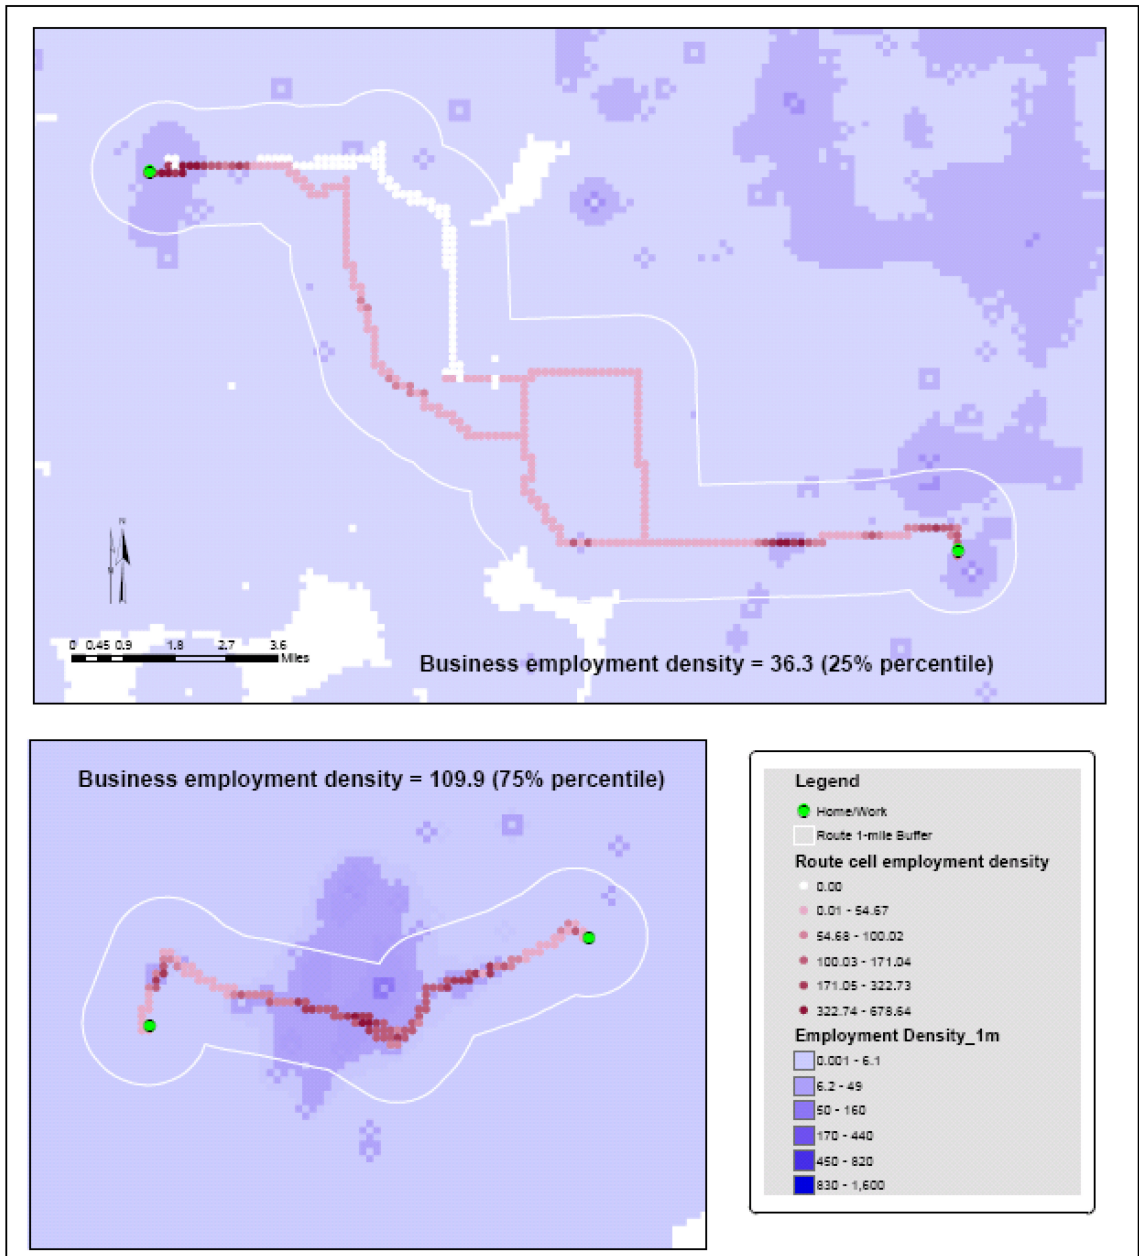 N
0 0.45 0.9 1.8 2.7 3.6
Miles
Business employment density = 36.3 (25% percentile)
Business employment density = 109.9 (75% percentile)
Legend
Home/Work
Route 1-mile Buffer
Route cell employment density
0.00
0.01 - 54.67
54.68 - 100.02
100.03 - 171.04
171.05 - 322.73
322.74 - 678.64
Employment Density_1m
0.001 - 6.1
6.2 - 49
50 - 160
170 - 440
450 - 820
830 - 1,600